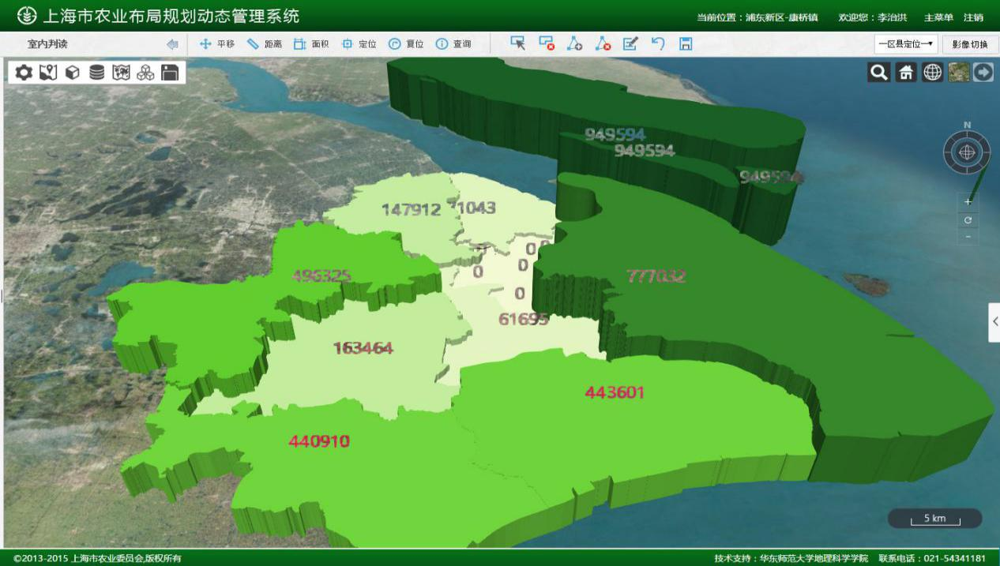 上海市农业布局规划动态管理系统
当前位置：浦东新区-康桥镇 欢迎您：李治洪 主菜单 注销
室内判读 平移 距离 面积 定位 复位 查询 一区县定位一 影像切换
N
949594
949594
949594
147912 71043
0 0
0 0
496325
777032
0
61695
163464
443601
440910
5 km
©2013-2015 上海市农业委员会,版权所有
技术支持：华东师范大学地理科学学院 联系电话：021-54341181